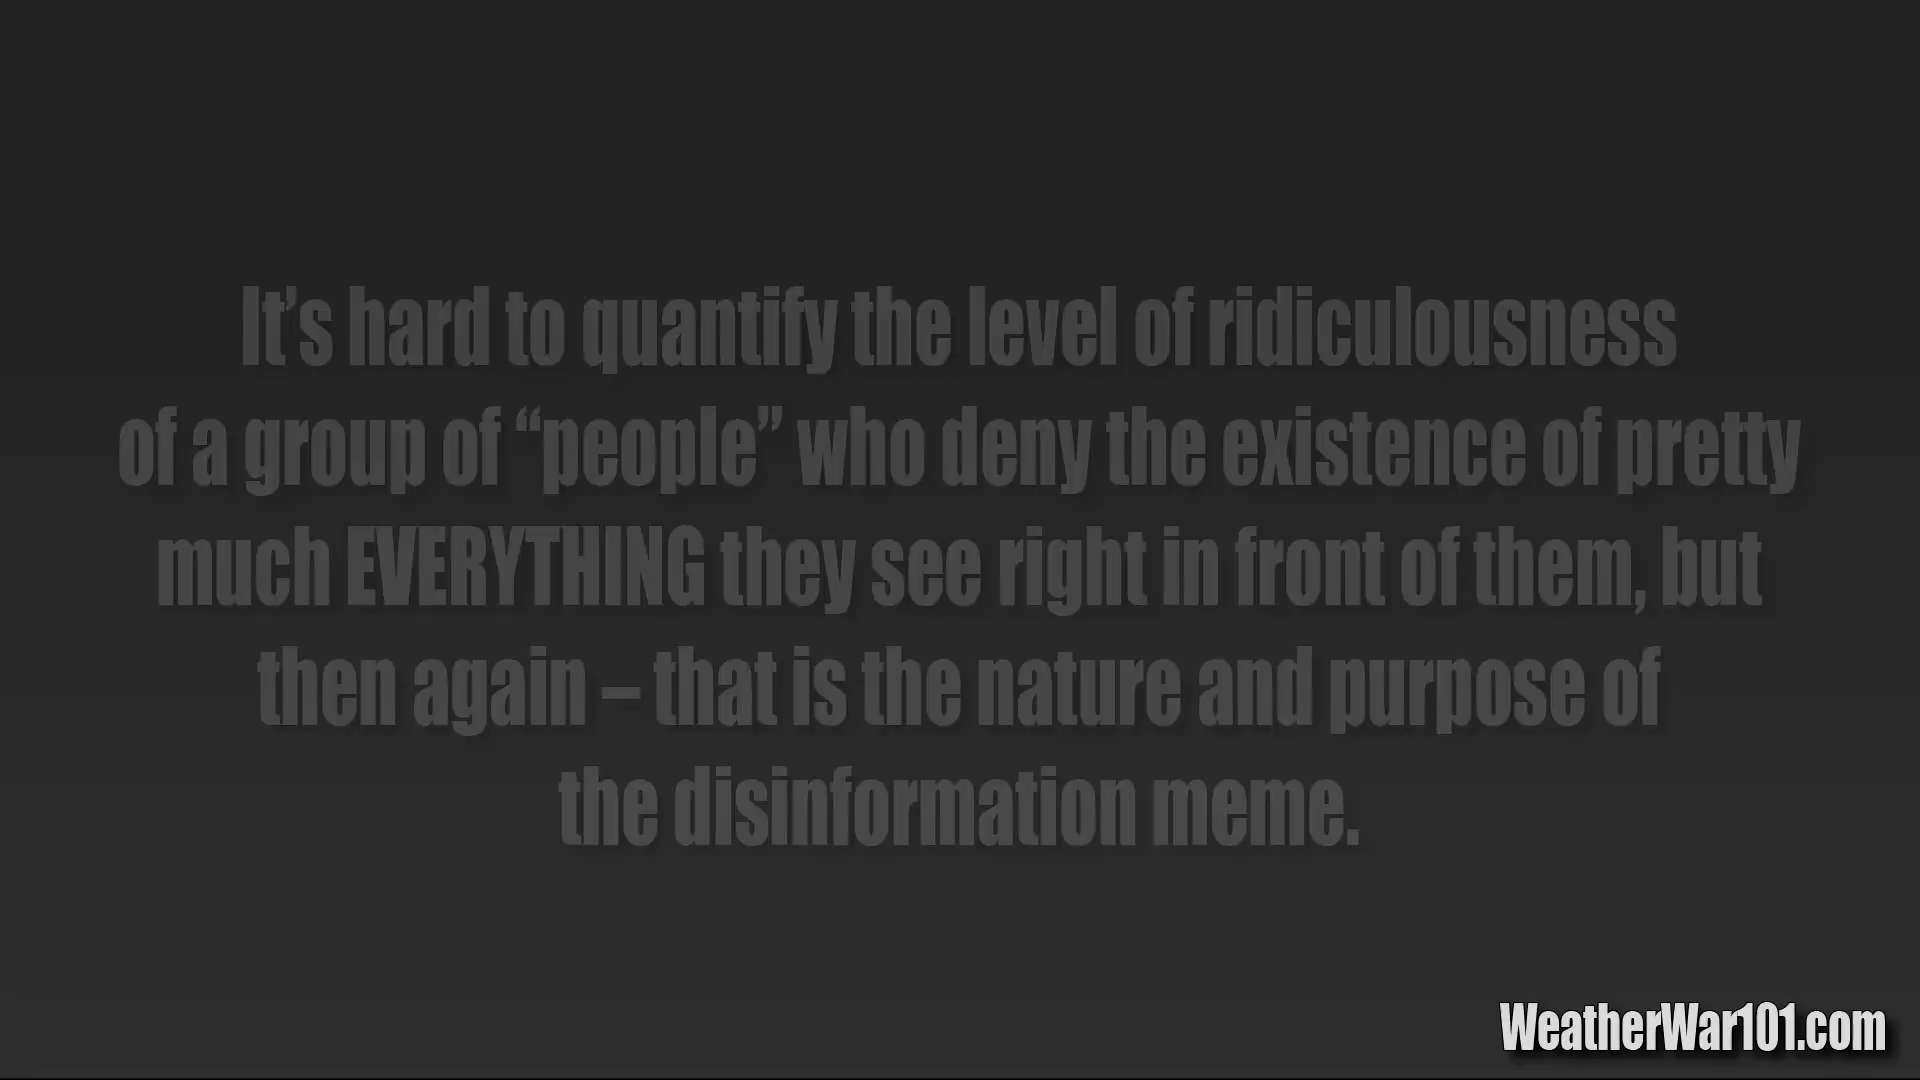 It’s hard to quantify the level of ridiculousness
of a group of “people” who deny the existence of pretty
much EVERYTHING they see right in front of them, but
then again – that is the nature and purpose of
the disinformation meme.
WeatherWar101.com